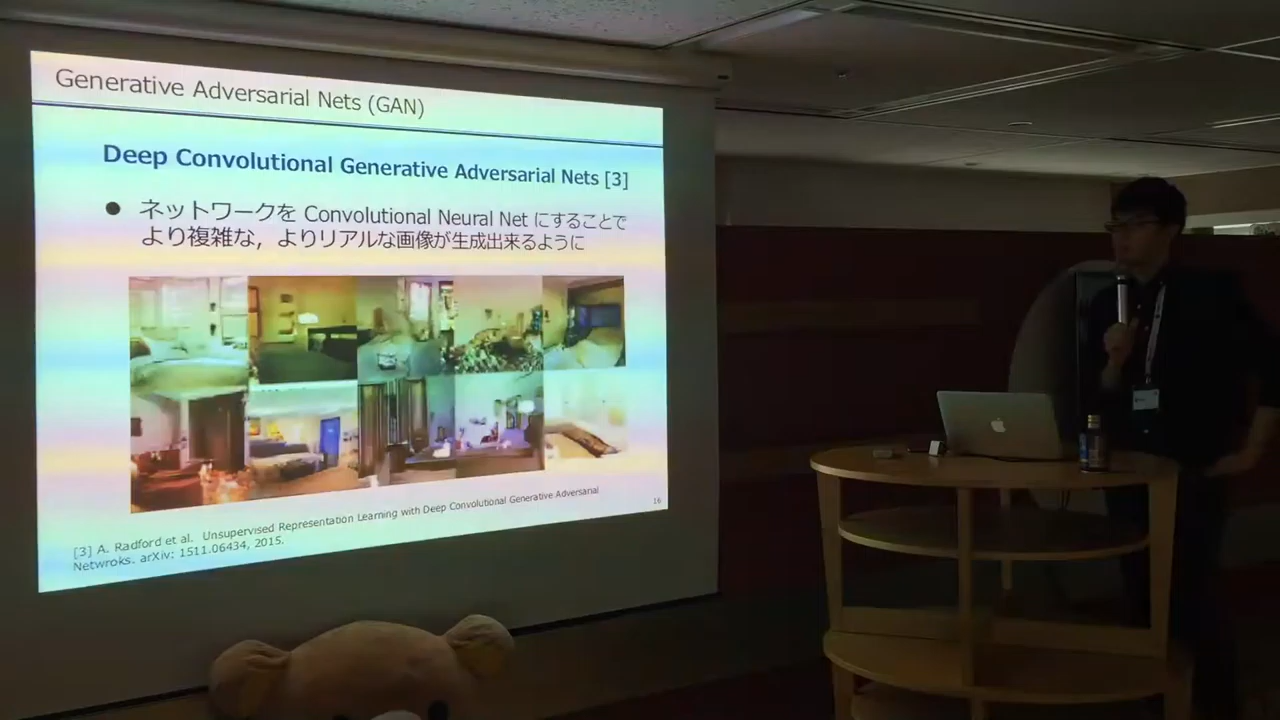 Generative Adversarial Nets (GAN)
Deep Convolutional Generative Adversarial Nets [3]
● ネットワークを Convolutional Neural Net にすることで
より複雑な，よりリアルな画像が生成出来るように
[3] A. Radford et al. Unsupervised Representation Learning with Deep Convolutional Generative Adversarial
Netwroks. arXiv: 1511.06434, 2015.
16